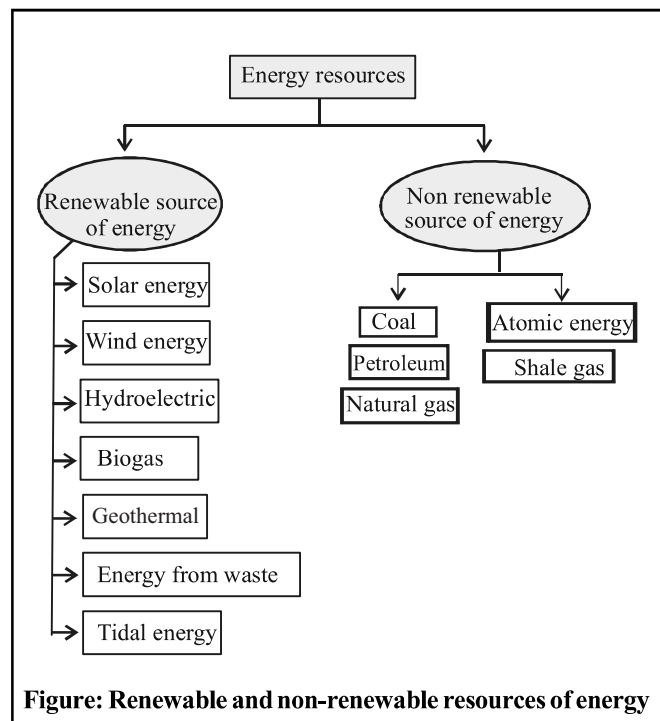 Energy resources
Renewable source
of energy
Solar energy
Wind energy
Hydroelectric
Biogas
Geothermal
Energy from waste
Tidal energy
Non renewable
source of energy
Coal
Petroleum
Natural gas
Atomic energy
Shale gas
Figure: Renewable and non-renewable resources of energy